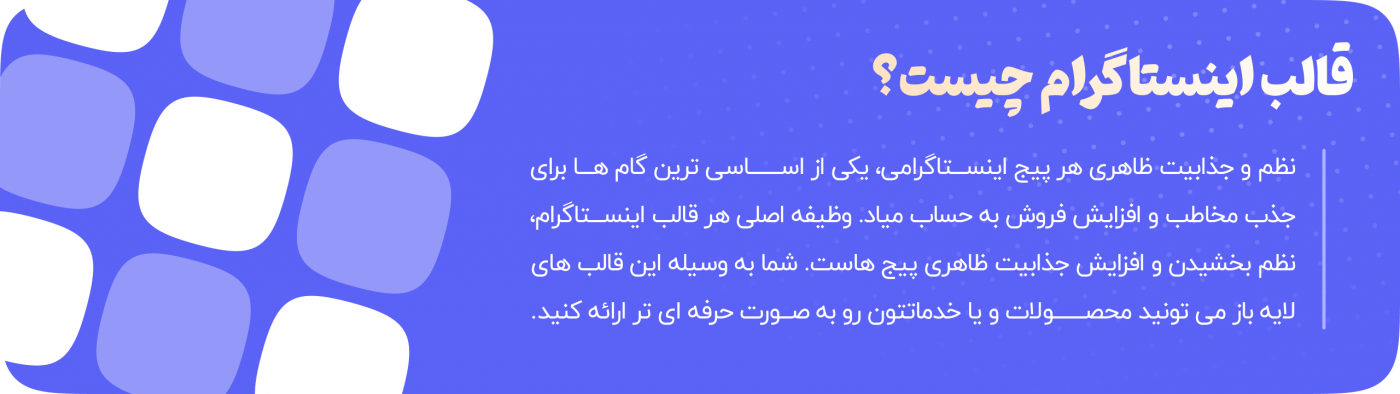 قالب اینستاگرام چیست؟
نظم و جذابیت ظاهری هر پیج اینستاگرامی، یکی از اساسی ترین گام ها برای
جذب مخاطب و افزایش فروش به حساب میاد. وظیفه اصلی هر قالب اینستاگرام،
نظم بخشیدن و افزایش جذابیت ظاهری پیج هاست. شما به وسیله این قالب های
لایه باز می تونید محصولات و یا خدماتتون رو به صورت حرفه ای تر ارائه کنید.